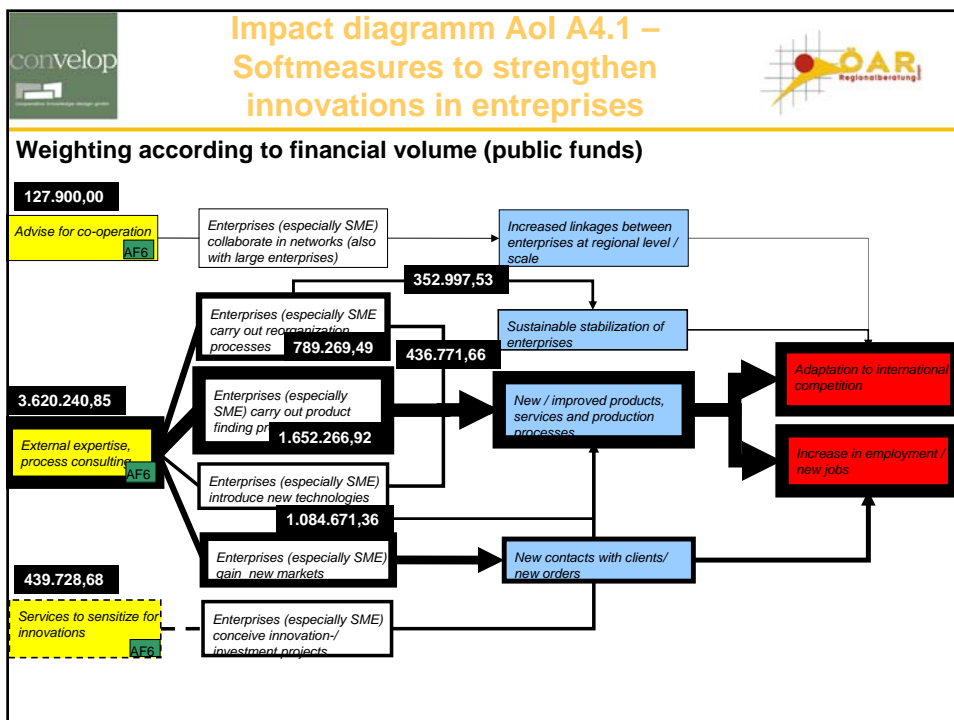 Impact diagramm AoI A4.1 –
Softmeasures to strengthen
innovations in entreprises
convelop
cooperative knowledge design gmbh
ÖAR
Regionalberatung
Weighting according to financial volume (public funds)
127.900,00
Advise for co-operation
AF6
Enterprises (especially SME)
collaborate in networks (also
with large enterprises)
Increased linkages between
enterprises at regional level /
scale
352.997,53
Enterprises (especially SME
carry out reorganization
processes
789.269,49
436.771,66
Sustainable stabilization of
enterprises
Adaptation to international
competition
3.620.240,85
External expertise,
process consulting
AF6
Enterprises (especially
SME) carry out product
finding
1.652.266,92
New / improved products,
services and production
processes
Increase in employment /
new jobs
Enterprises (especially SME)
introduce new technologies
1.084.671,36
Enterprises (especially SME)
gain new markets
New contacts with clients/
new orders
439.728,68
Services to sensitize for
innovations
AF6
Enterprises (especially SME)
conceive innovation-/
investment projects